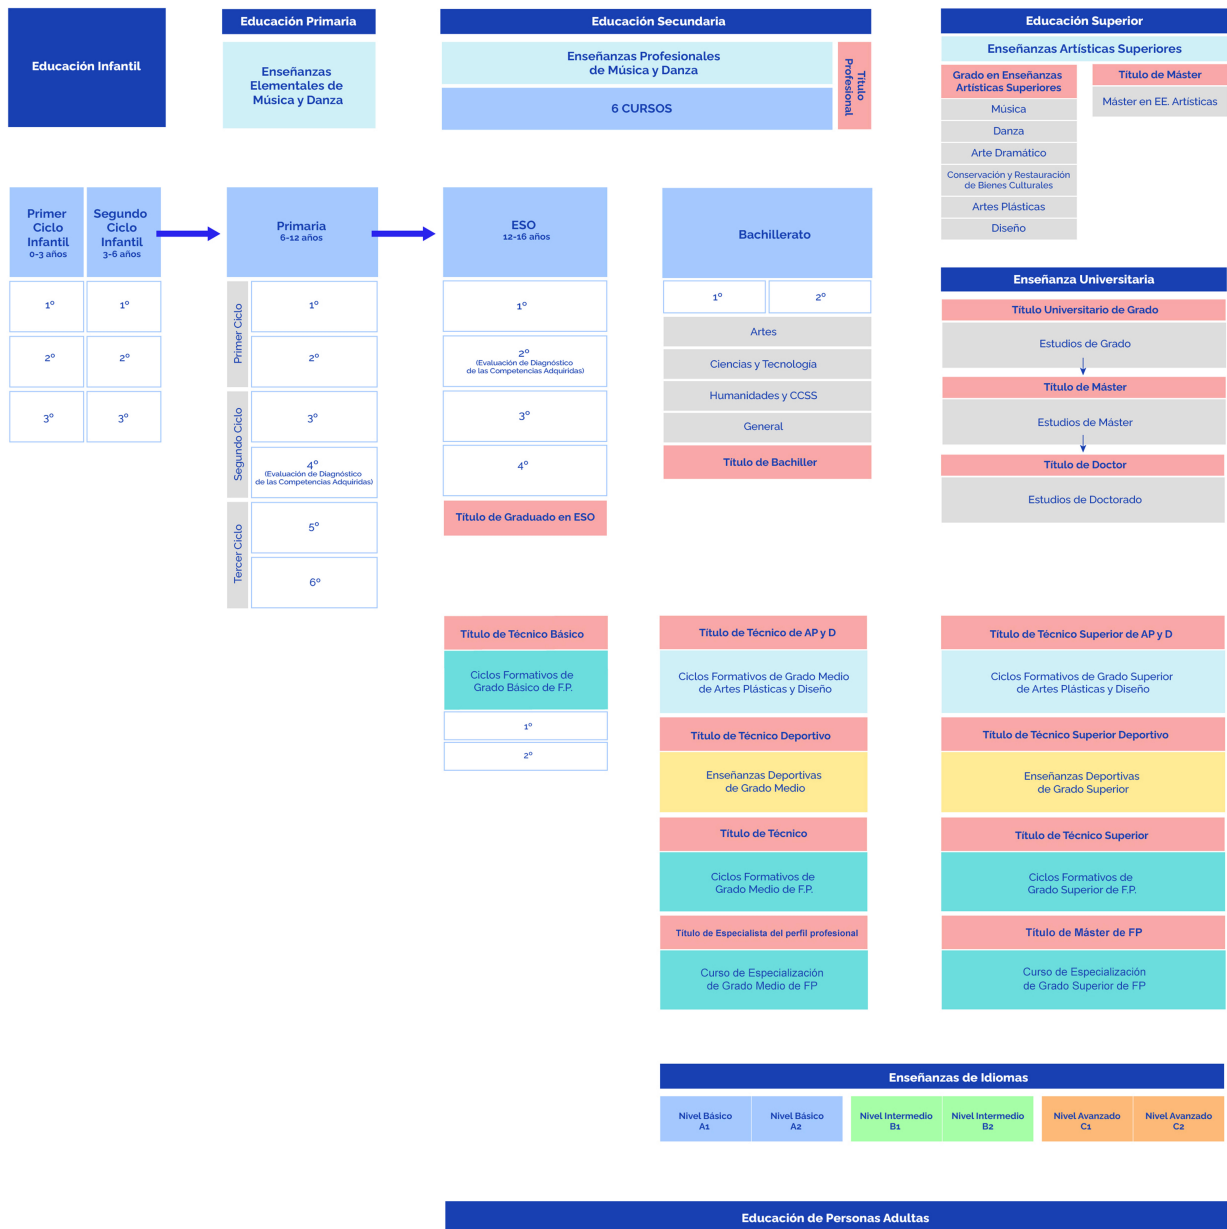 Educación Infantil
Educación Primaria
Enseñanzas
Elementales de
Música y Danza
Educación Secundaria
Enseñanzas Profesionales
de Música y Danza
6 CURSOS
Título
Profesional
Educación Superior
Enseñanzas Artísticas Superiores
Grado en Enseñanzas
Artísticas Superiores
Música
Danza
Arte Dramático
Conservación y Restauración
de Bienes Culturales
Artes Plásticas
Diseño
Título de Máster
Máster en EE. Artísticas
Primer
Ciclo
Infantil
0-3 años
1º
2º
3º
Segundo
Ciclo
Infantil
3-6 años
1º
2º
3º
Primaria
6-12 años
Primer Ciclo
1º
2º
Segundo Ciclo
3º
4º
(Evaluación de Diagnóstico
de las Competencias Adquiridas)
Tercer Ciclo
5º
6º
ESO
12-16 años
1º
2º
(Evaluación de Diagnóstico
de las Competencias Adquiridas)
3º
4º
Título de Graduado en ESO
Bachillerato
1º
2º
Artes
Ciencias y Tecnología
Humanidades y CCSS
General
Título de Bachiller
Enseñanza Universitaria
Título Universitario de Grado
Estudios de Grado
Título de Máster
Estudios de Máster
Título de Doctor
Estudios de Doctorado
Título de Técnico Básico
Ciclos Formativos de
Grado Básico de F.P.
1º
2º
Título de Técnico de AP y D
Ciclos Formativos de Grado Medio
de Artes Plásticas y Diseño
Título de Técnico Deportivo
Enseñanzas Deportivas
de Grado Medio
Título de Técnico
Ciclos Formativos de
Grado Medio de F.P.
Título de Especialista del perfil profesional
Curso de Especialización
de Grado Medio de FP
Título de Técnico Superior de AP y D
Ciclos Formativos de Grado Superior
de Artes Plásticas y Diseño
Título de Técnico Superior Deportivo
Enseñanzas Deportivas
de Grado Superior
Título de Técnico Superior
Ciclos Formativos de
Grado Superior de F.P.
Título de Máster de FP
Curso de Especialización
de Grado Superior de FP
Enseñanzas de Idiomas
Nivel Básico
A1
Nivel Básico
A2
Nivel Intermedio
B1
Nivel Intermedio
B2
Nivel Avanzado
C1
Nivel Avanzado
C2
Educación de Personas Adultas